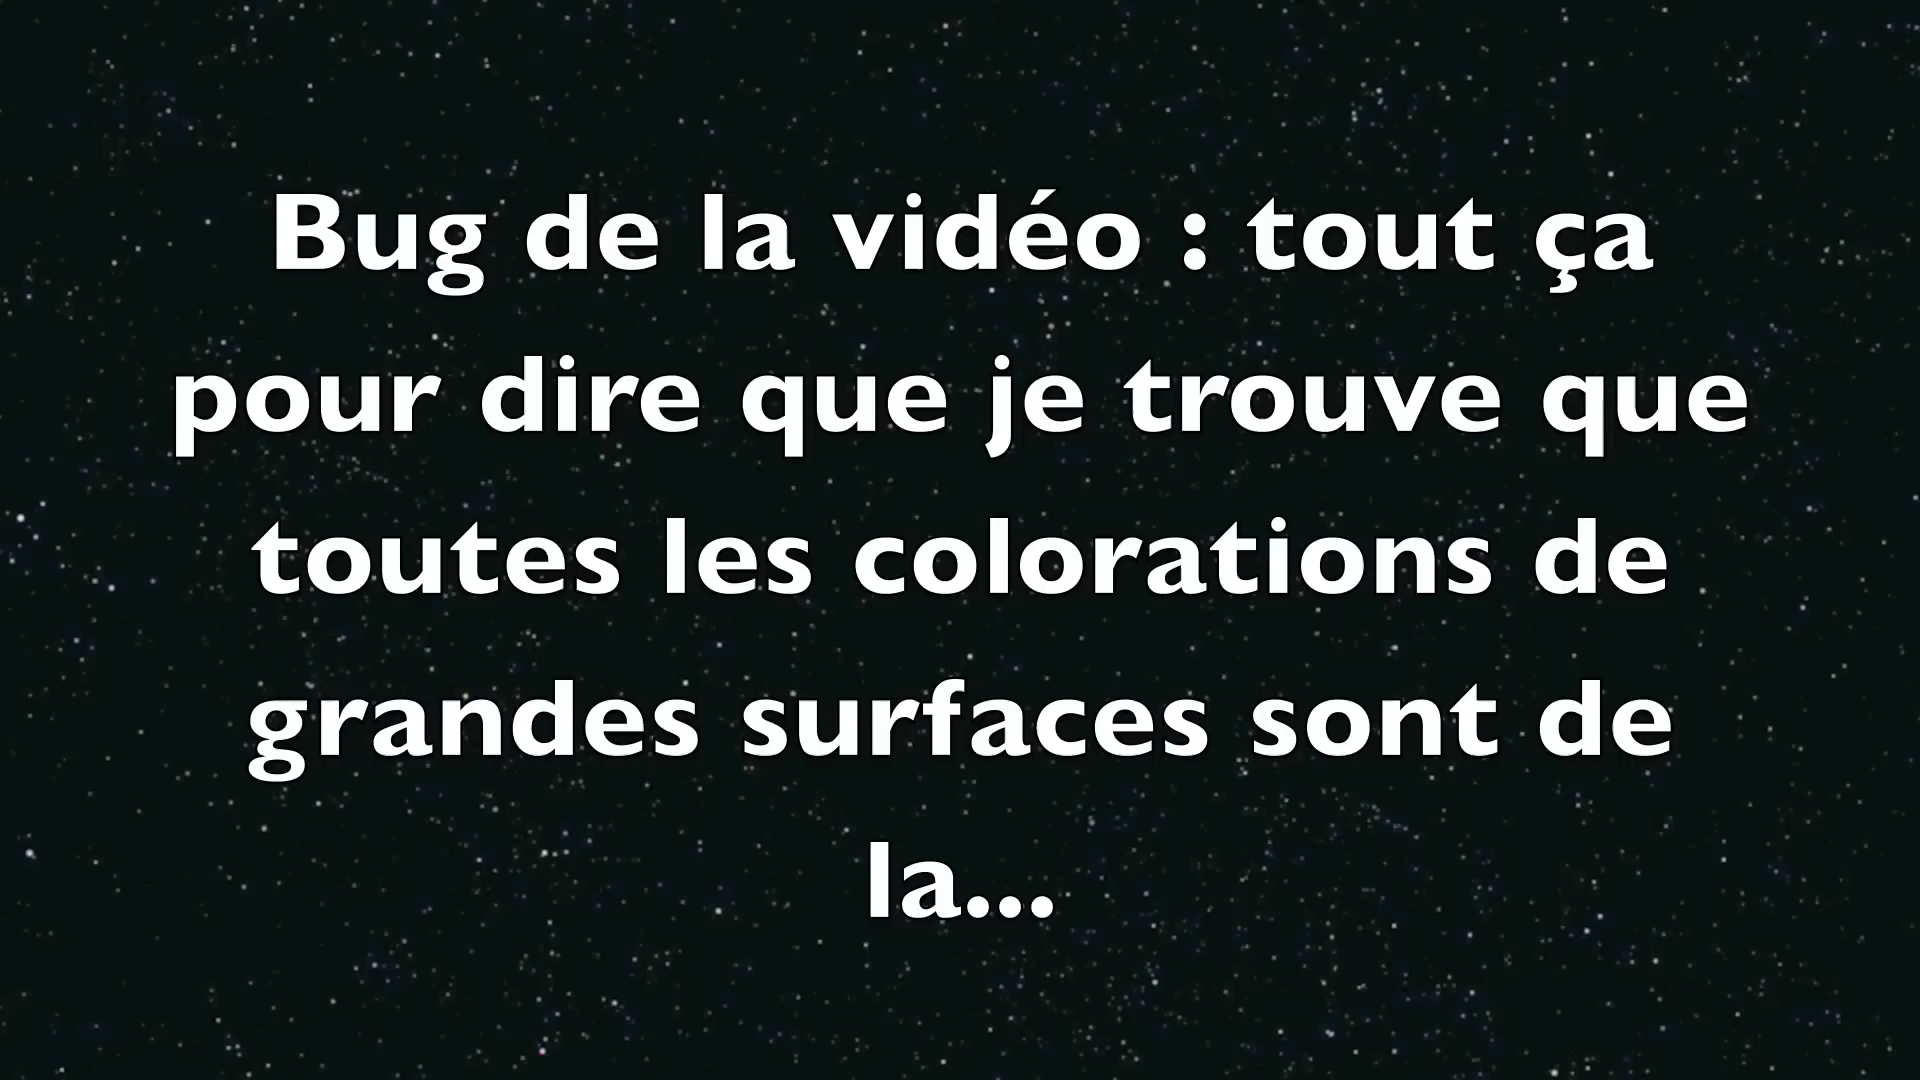 Bug de la vidéo : tout ça
pour dire que je trouve que
toutes les colorations de
grandes surfaces sont de
la...